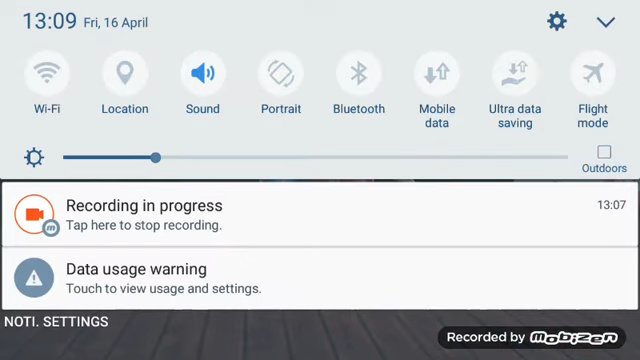 13:09 Fri, 16 April
Wi-Fi
Location
Sound
Portrait
Bluetooth
Mobile data
Ultra data saving
Flight mode
Outdoors
Recording in progress
13:07
Tap here to stop recording.
Data usage warning
Touch to view usage and settings.
NOTI. SETTINGS
Recorded by mobizen